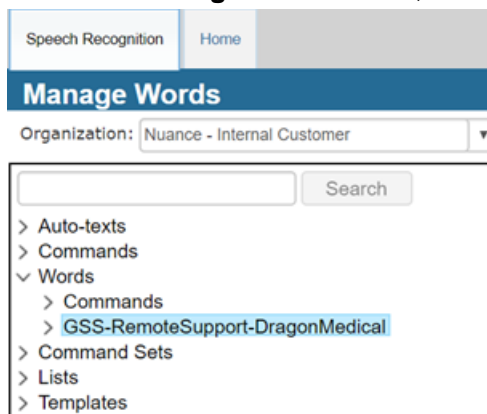 Speech Recognition Home
Manage Words
Organization: Nuance - Internal Customer
Search
Auto-texts
Commands
Words
Commands
GSS-RemoteSupport-DragonMedical
Command Sets
Lists
Templates